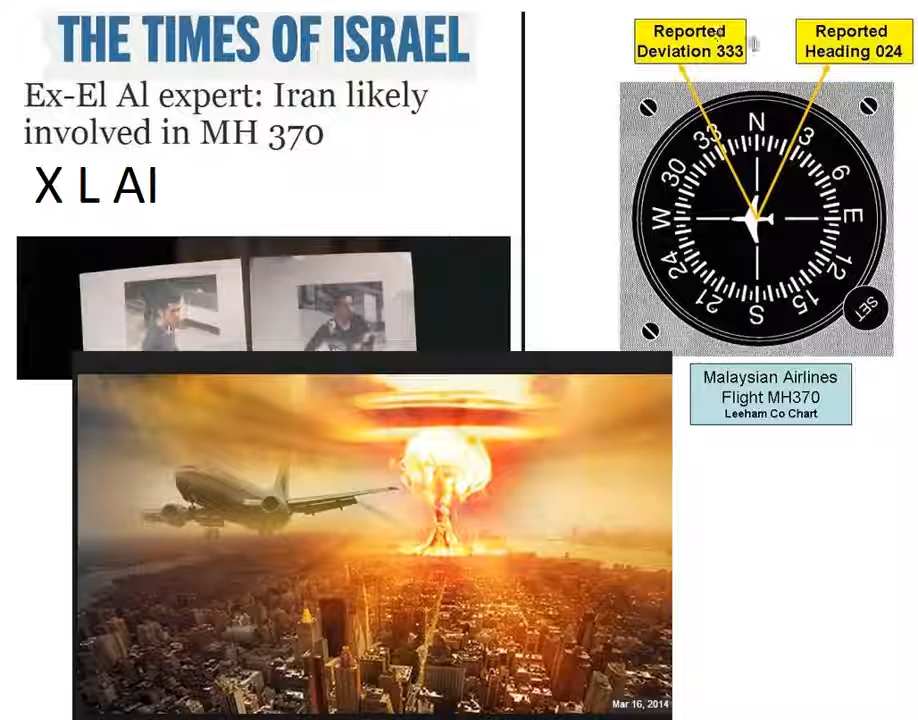 THE TIMES OF ISRAEL
Ex-El Al expert: Iran likely
involved in MH 370
X L AI
Reported
Deviation 333
Reported
Heading 024
N
3
6
E
12
15
S
21
24
W
30
33
SET
Malaysian Airlines
Flight MH370
Leeham Co Chart
Mar 16, 2014